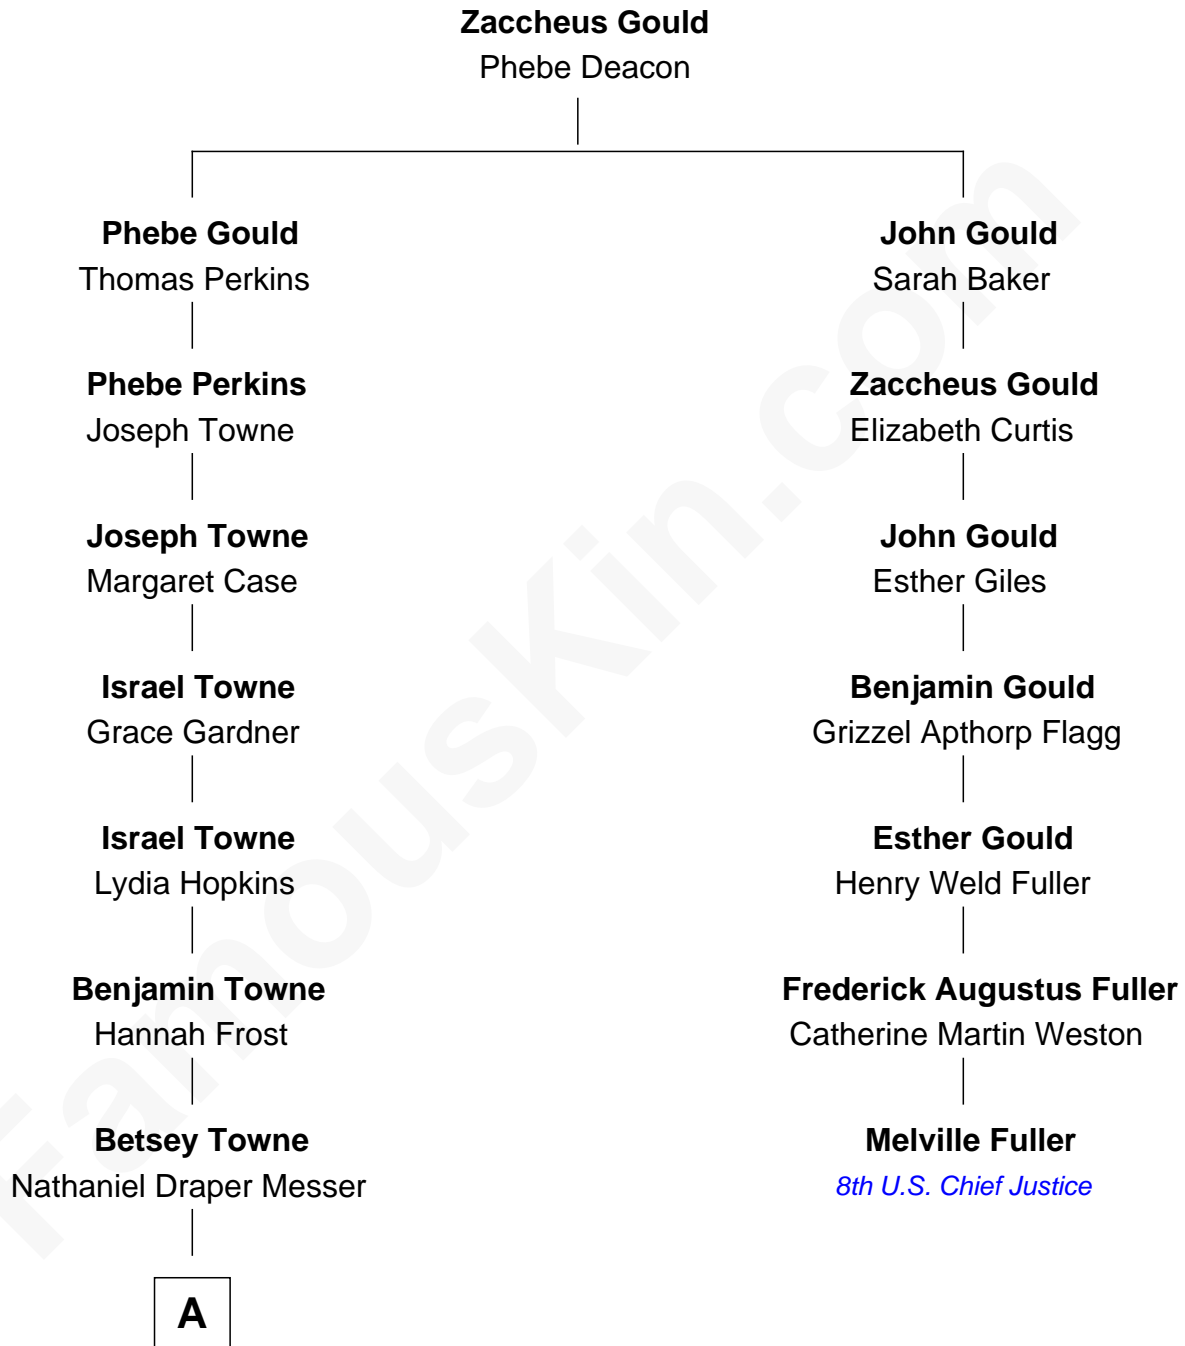 Zaccheus Gould
Phebe Deacon
Phebe Gould
Thomas Perkins
John Gould
Sarah Baker
Phebe Perkins
Joseph Towne
Zaccheus Gould
Elizabeth Curtis
Joseph Towne
Margaret Case
John Gould
Esther Giles
Israel Towne
Grace Gardner
Benjamin Gould
Grizzel Apthorp Flagg
Israel Towne
Lydia Hopkins
Esther Gould
Henry Weld Fuller
Benjamin Towne
Hannah Frost
Frederick Augustus Fuller
Catherine Martin Weston
Betsey Towne
Nathaniel Draper Messer
Melville Fuller
8th U.S. Chief Justice
A
FamousKin.com